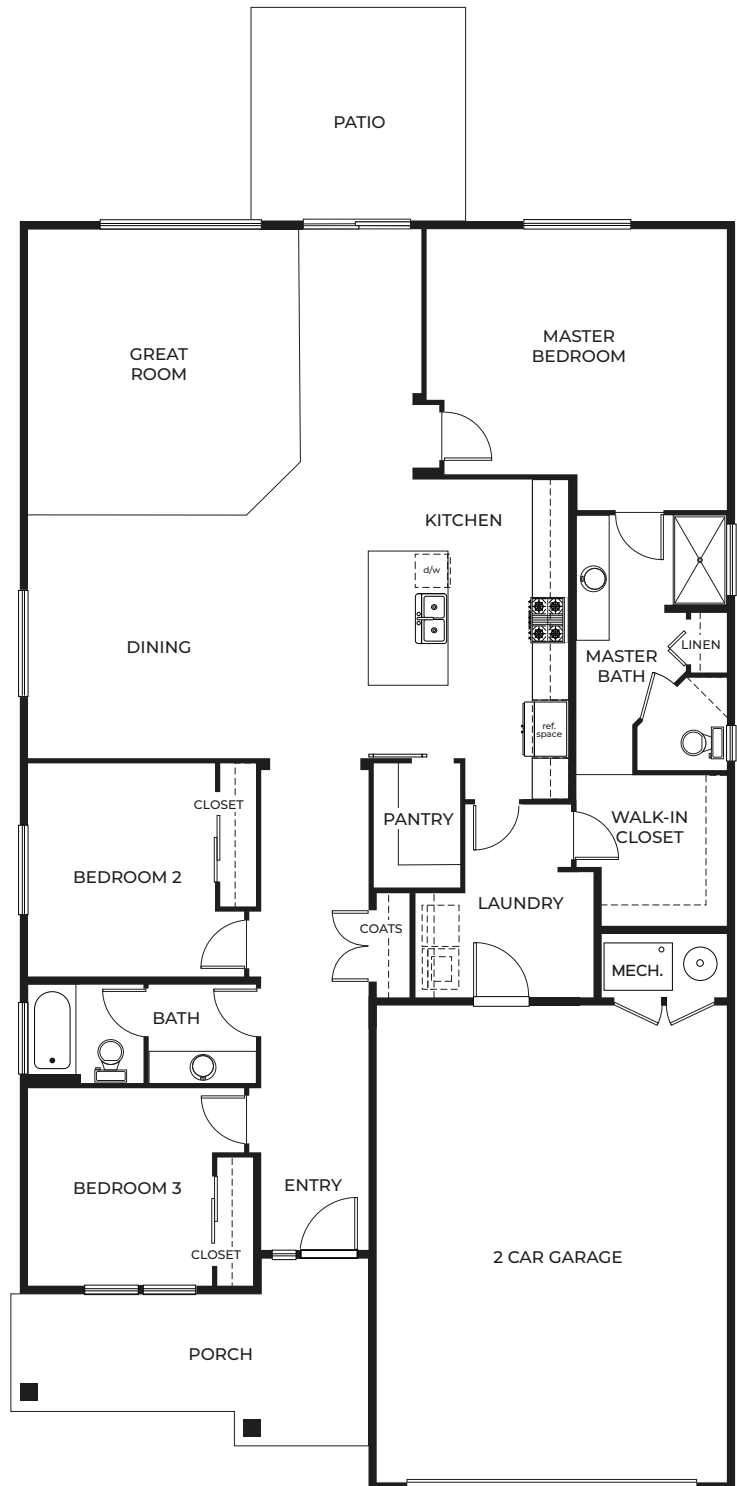 PATIO
GREAT
ROOM
MASTER
BEDROOM
KITCHEN
d/w
DINING
LINEN
MASTER
BATH
ref.
space
CLOSET
PANTRY
WALK-IN
CLOSET
BEDROOM 2
LAUNDRY
COATS
MECH.
BATH
BEDROOM 3
ENTRY
CLOSET
2 CAR GARAGE
PORCH